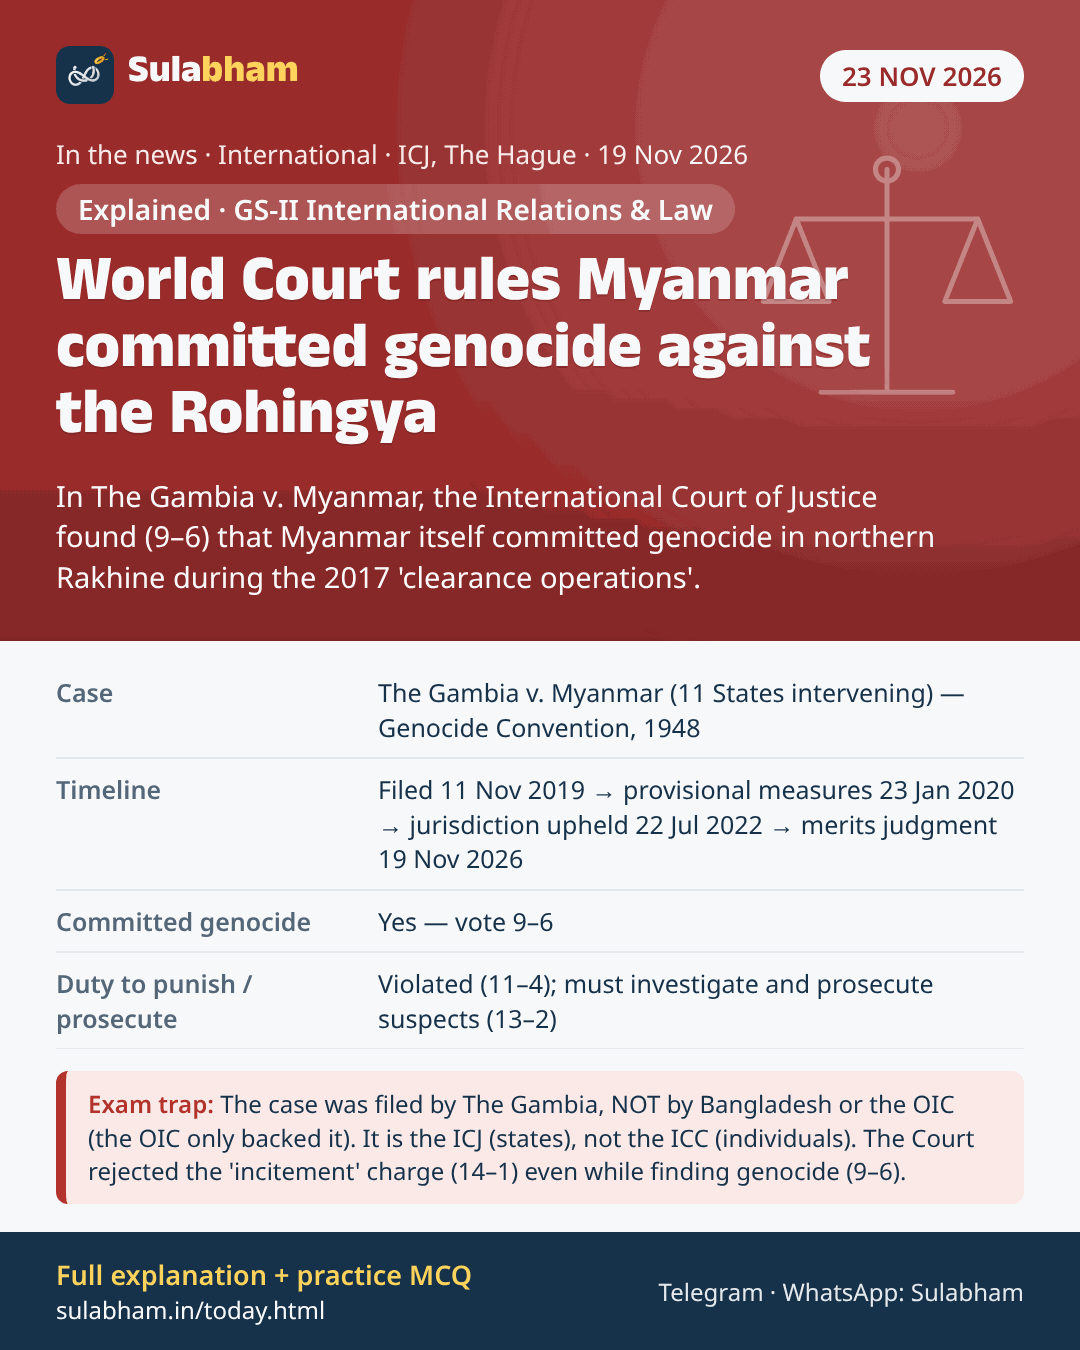 Sulabham
23 NOV 2026
In the news · International · ICJ, The Hague · 19 Nov 2026
Explained · GS-II International Relations & Law
World Court rules Myanmar
committed genocide against
the Rohingya
In The Gambia v. Myanmar, the International Court of Justice
found (9–6) that Myanmar itself committed genocide in northern
Rakhine during the 2017 'clearance operations'.
Case
The Gambia v. Myanmar (11 States intervening) —
Genocide Convention, 1948
Timeline
Filed 11 Nov 2019 → provisional measures 23 Jan 2020
→ jurisdiction upheld 22 Jul 2022 → merits judgment
19 Nov 2026
Committed genocide
Yes — vote 9–6
Duty to punish /
prosecute
Violated (11–4); must investigate and prosecute
suspects (13–2)
Exam trap: The case was filed by The Gambia, NOT by Bangladesh or the OIC
(the OIC only backed it). It is the ICJ (states), not the ICC (individuals). The Court
rejected the 'incitement' charge (14–1) even while finding genocide (9–6).
Full explanation + practice MCQ
sulabham.in/today.html
Telegram · WhatsApp: Sulabham